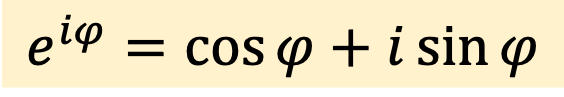 e^{iφ} = cos φ + i sin φ